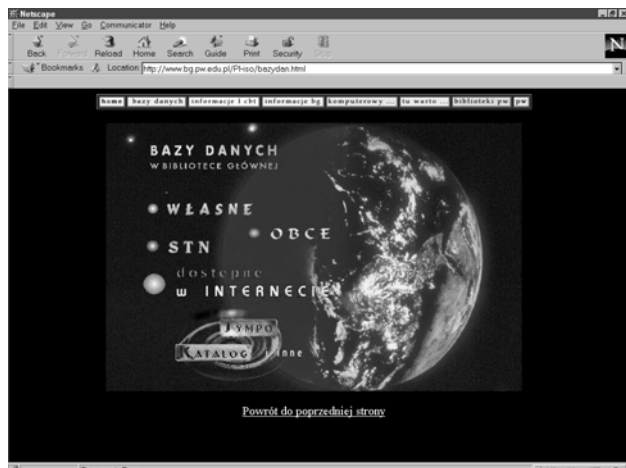 Netscape
File Edit View Go Communicator Help
Back Forward Reload Home Search Guide Print Security Stop
Bookmarks Location: http://www.bg.pw.edu.pl/Pl-iso/bazydan.html
home bazy danych informacje i cbi informacje bg komputerowy ... tu warto ... biblioteki pw pw
BAZY DANYCH
W BIBLIOTECE GŁÓWNEJ
WŁASNE
OBCE
STN
dostępne
w INTERNECIE
SYMPO
KATALOG i inne
Powrót do poprzedniej strony